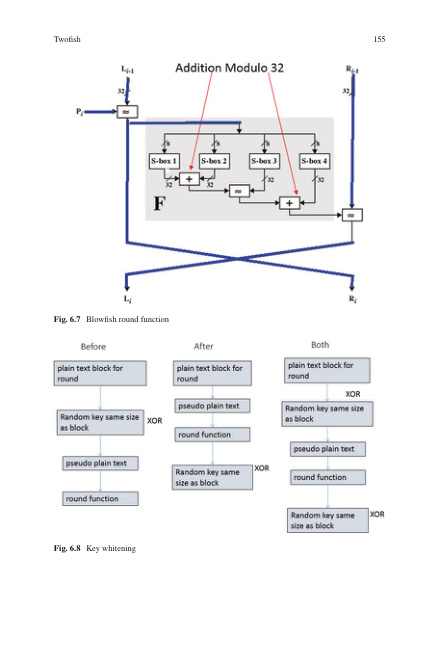 Twofish 155
Li-1 Addition Modulo 32 Ri-1
32 32
Pi ≈
8 8 8 8
S-box 1 S-box 2 S-box 3 S-box 4
32 + 32 32 32
≈
+
F
≈
Li Ri
Fig. 6.7 Blowfish round function
Before After Both
plain text block for
round
Random key same size
as block
XOR
pseudo plain text
round function
plain text block for
round
pseudo plain text
round function
Random key same
size as block
XOR
plain text block for
round
XOR
Random key same size
as block
pseudo plain text
round function
Random key same
size as block
XOR
Fig. 6.8 Key whitening